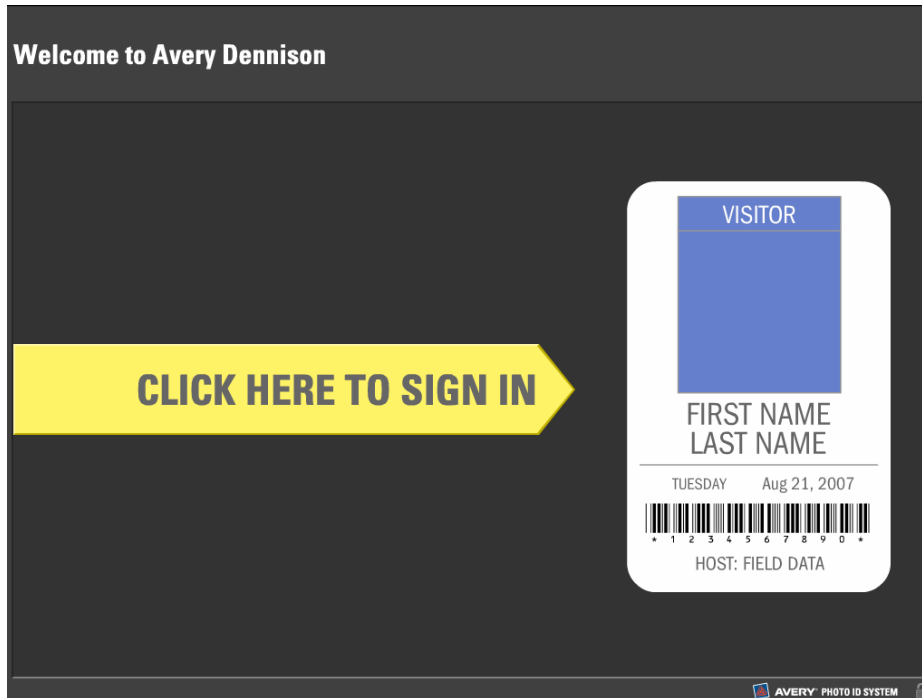 Welcome to Avery Dennison
CLICK HERE TO SIGN IN
VISITOR
FIRST NAME
LAST NAME
TUESDAY Aug 21, 2007
* 1 2 3 4 5 6 7 8 9 0 *
HOST: FIELD DATA
AVERY® PHOTO ID SYSTEM